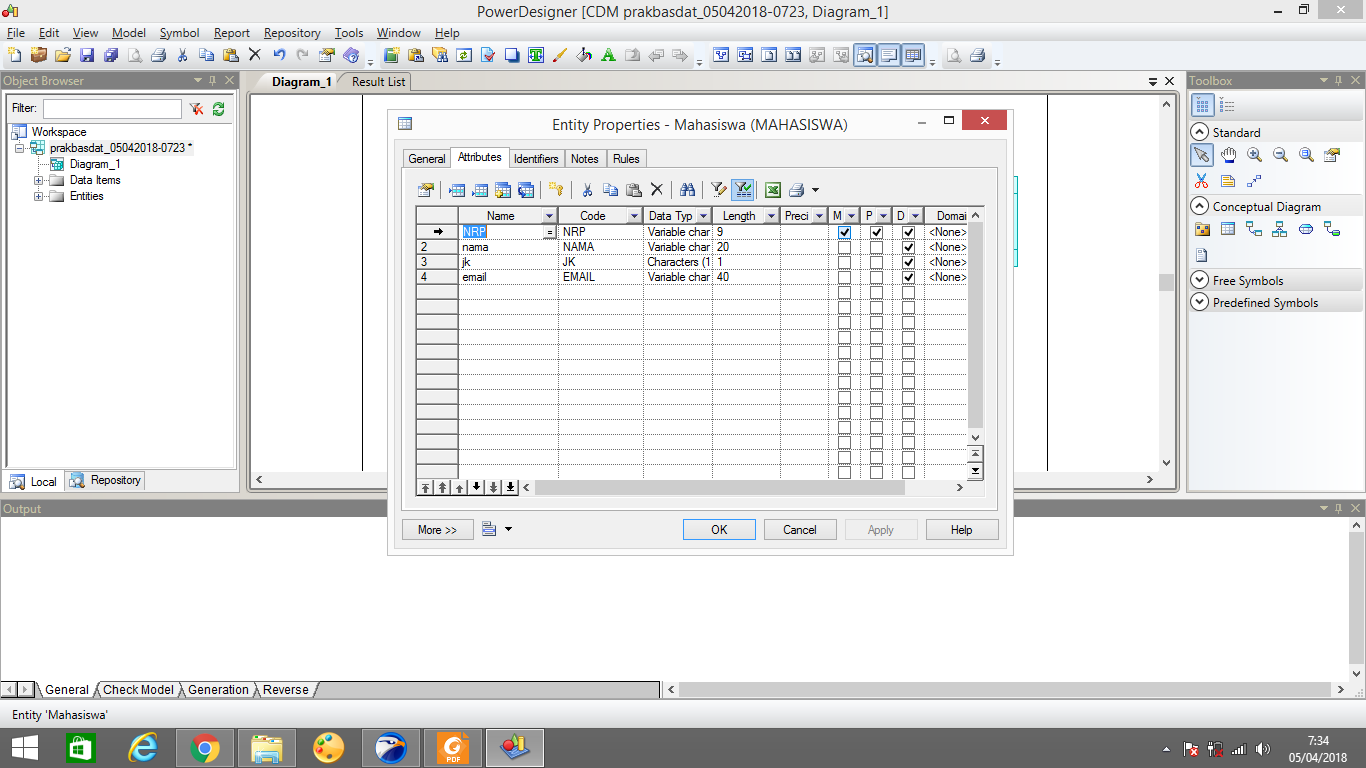 PowerDesigner [CDM prakbasdat_05042018-0723, Diagram_1]
File Edit View Model Symbol Report Repository Tools Window Help
Object Browser
Filter:
Workspace
prakbasdat_05042018-0723 *
Diagram_1
Data Items
Entities
Local Repository
Diagram_1 Result List
Entity Properties - Mahasiswa (MAHASISWA)
General Attributes Identifiers Notes Rules
Name Code Data Typ Length Preci M P D Domai
NRP = NRP Variable char 9 <None>
2 nama NAMA Variable char 20 <None>
3 jk JK Characters (1 1 <None>
4 email EMAIL Variable char 40 <None>
More >> OK Cancel Apply Help
Toolbox
Standard
Conceptual Diagram
Free Symbols
Predefined Symbols
Output
General Check Model Generation Reverse
Entity 'Mahasiswa'
PDF
7:34
05/04/2018